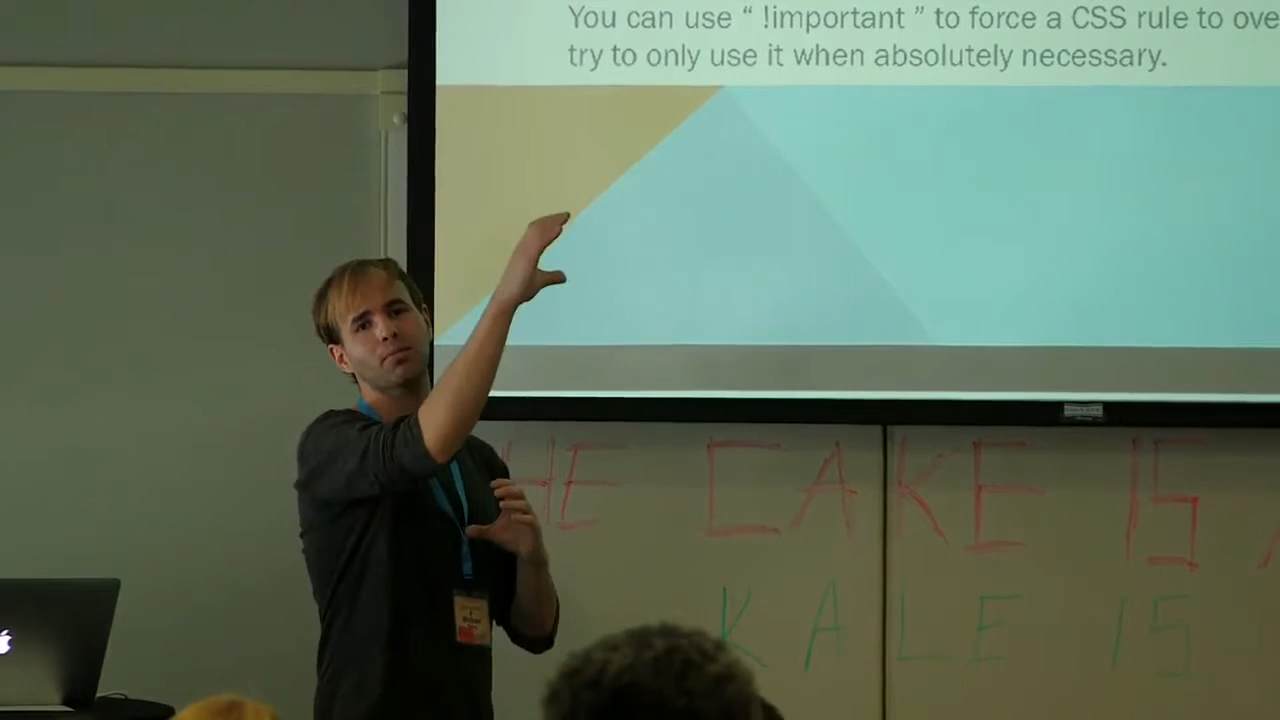 You can use “ !important ” to force a CSS rule to ove
try to only use it when absolutely necessary.
HE CAKE IS
KALE IS